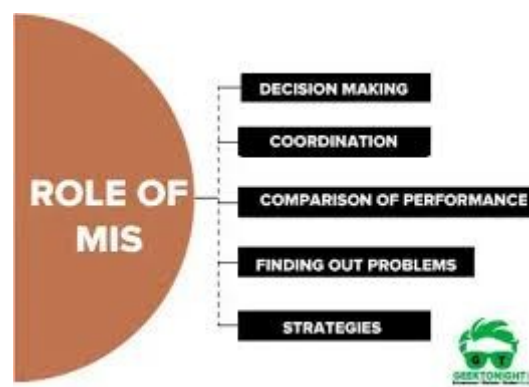 ROLE OF
MIS
DECISION MAKING
COORDINATION
COMPARISON OF PERFORMANCE
FINDING OUT PROBLEMS
STRATEGIES
G T
GEEKTONIGHT